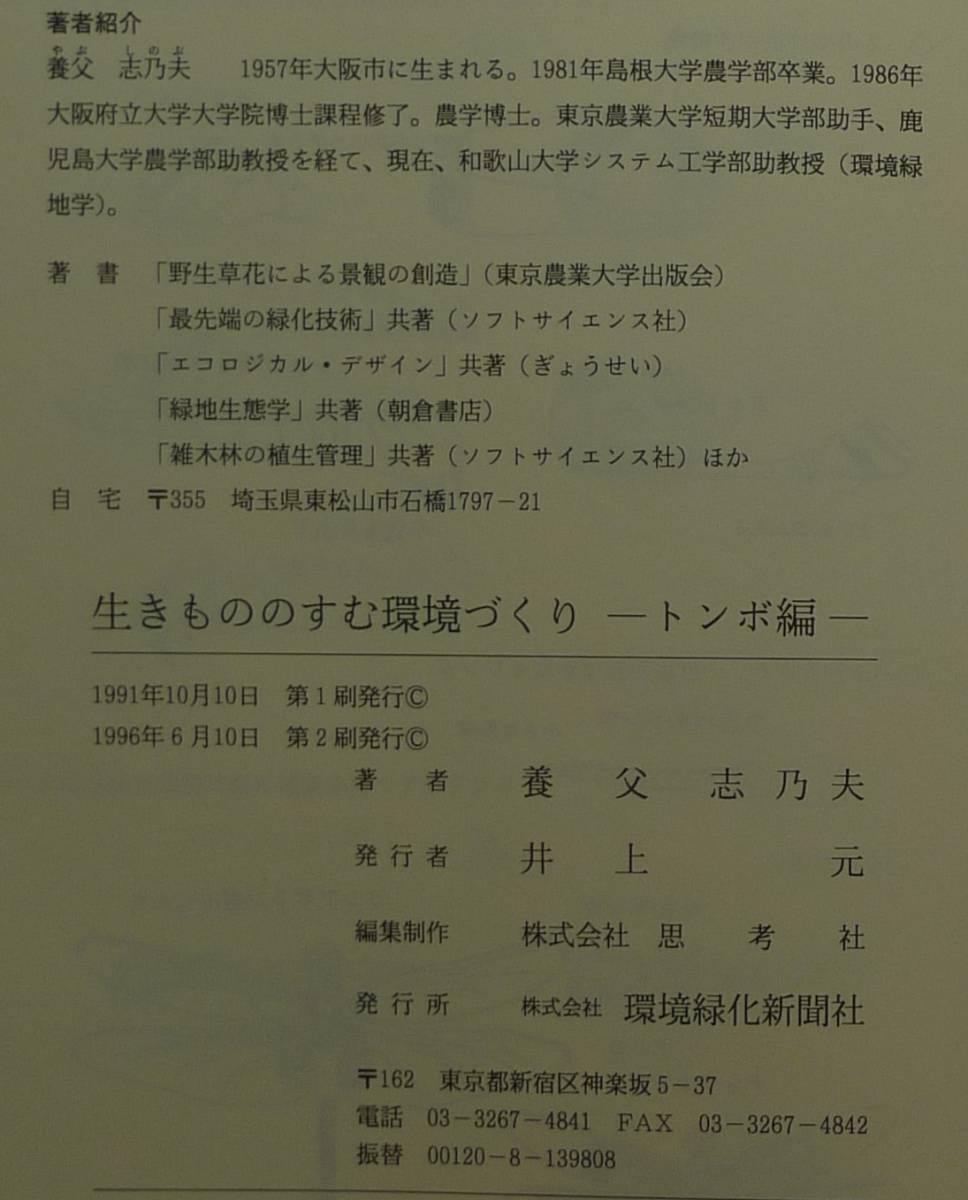 著者紹介
やぶ しのぶ
養父 志乃夫 1957年大阪市に生まれる。1981年島根大学農学部卒業。1986年
大阪府立大学大学院博士課程修了。農学博士。東京農業大学短期大学部助手、鹿
児島大学農学部助教授を経て、現在、和歌山大学システム工学部助教授（環境緑
地学）。
著 書 「野生草花による景観の創造」（東京農業大学出版会）
「最先端の緑化技術」共著（ソフトサイエンス社）
「エコロジカル・デザイン」共著（ぎょうせい）
「緑地生態学」共著（朝倉書店）
「雑木林の植生管理」共著（ソフトサイエンス社）ほか
自 宅 〒355 埼玉県東松山市石橋1797－21
生きもののすむ環境づくり ―トンボ編―
1991年10月10日 第1刷発行©
1996年6月10日 第2刷発行©
著 者 養 父 志 乃 夫
発行者 井 上 元
編集制作 株式会社 思 考 社
発行所 株式会社 環境緑化新聞社
〒162 東京都新宿区神楽坂5－37
電話 03－3267－4841 FAX 03－3267－4842
振替 00120－8－139808